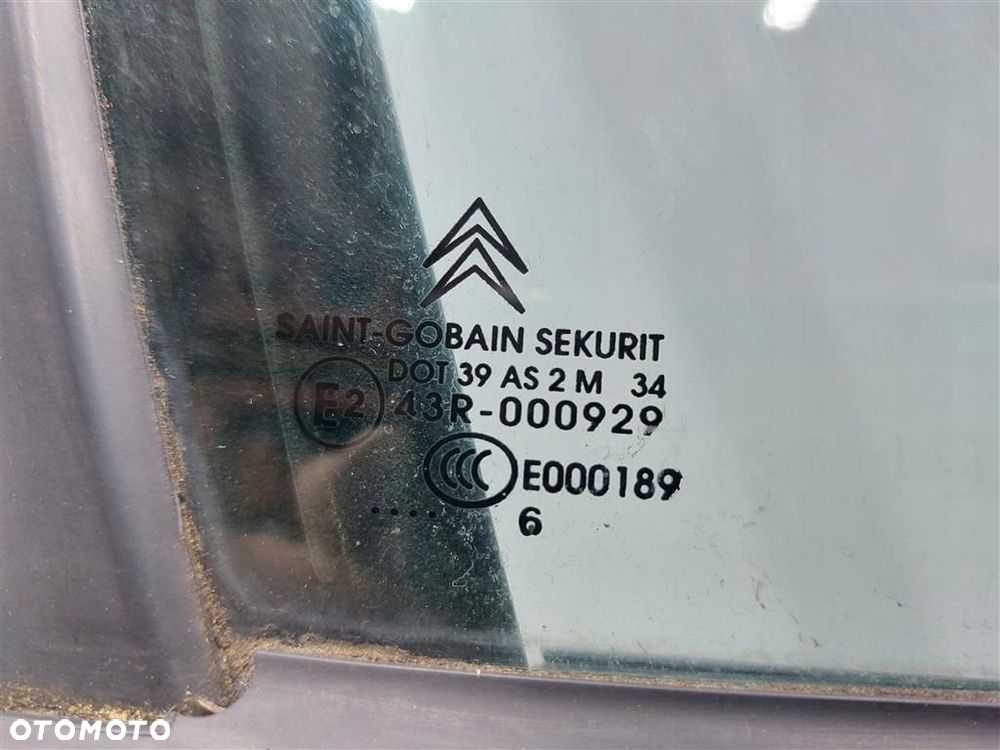 SAINT-GOBAIN SEKURIT
DOT 39 AS 2 M 34
E2 43R-000929
CCC E000189
.... 6
OTOMOTO